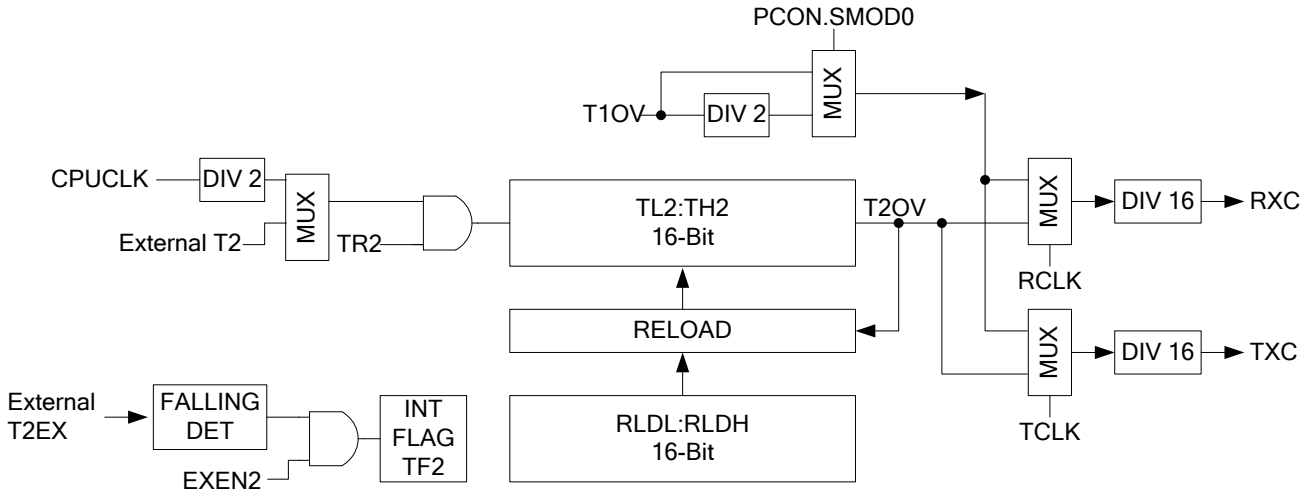 PCON.SMOD0
MUX
T1OV
DIV 2
CPUCLK
DIV 2
MUX
External T2
TR2
TL2:TH2
16-Bit
T2OV
MUX
DIV 16
RXC
RCLK
RELOAD
MUX
DIV 16
TXC
TCLK
External
T2EX
FALLING
DET
EXEN2
INT
FLAG
TF2
RLDL:RLDH
16-Bit